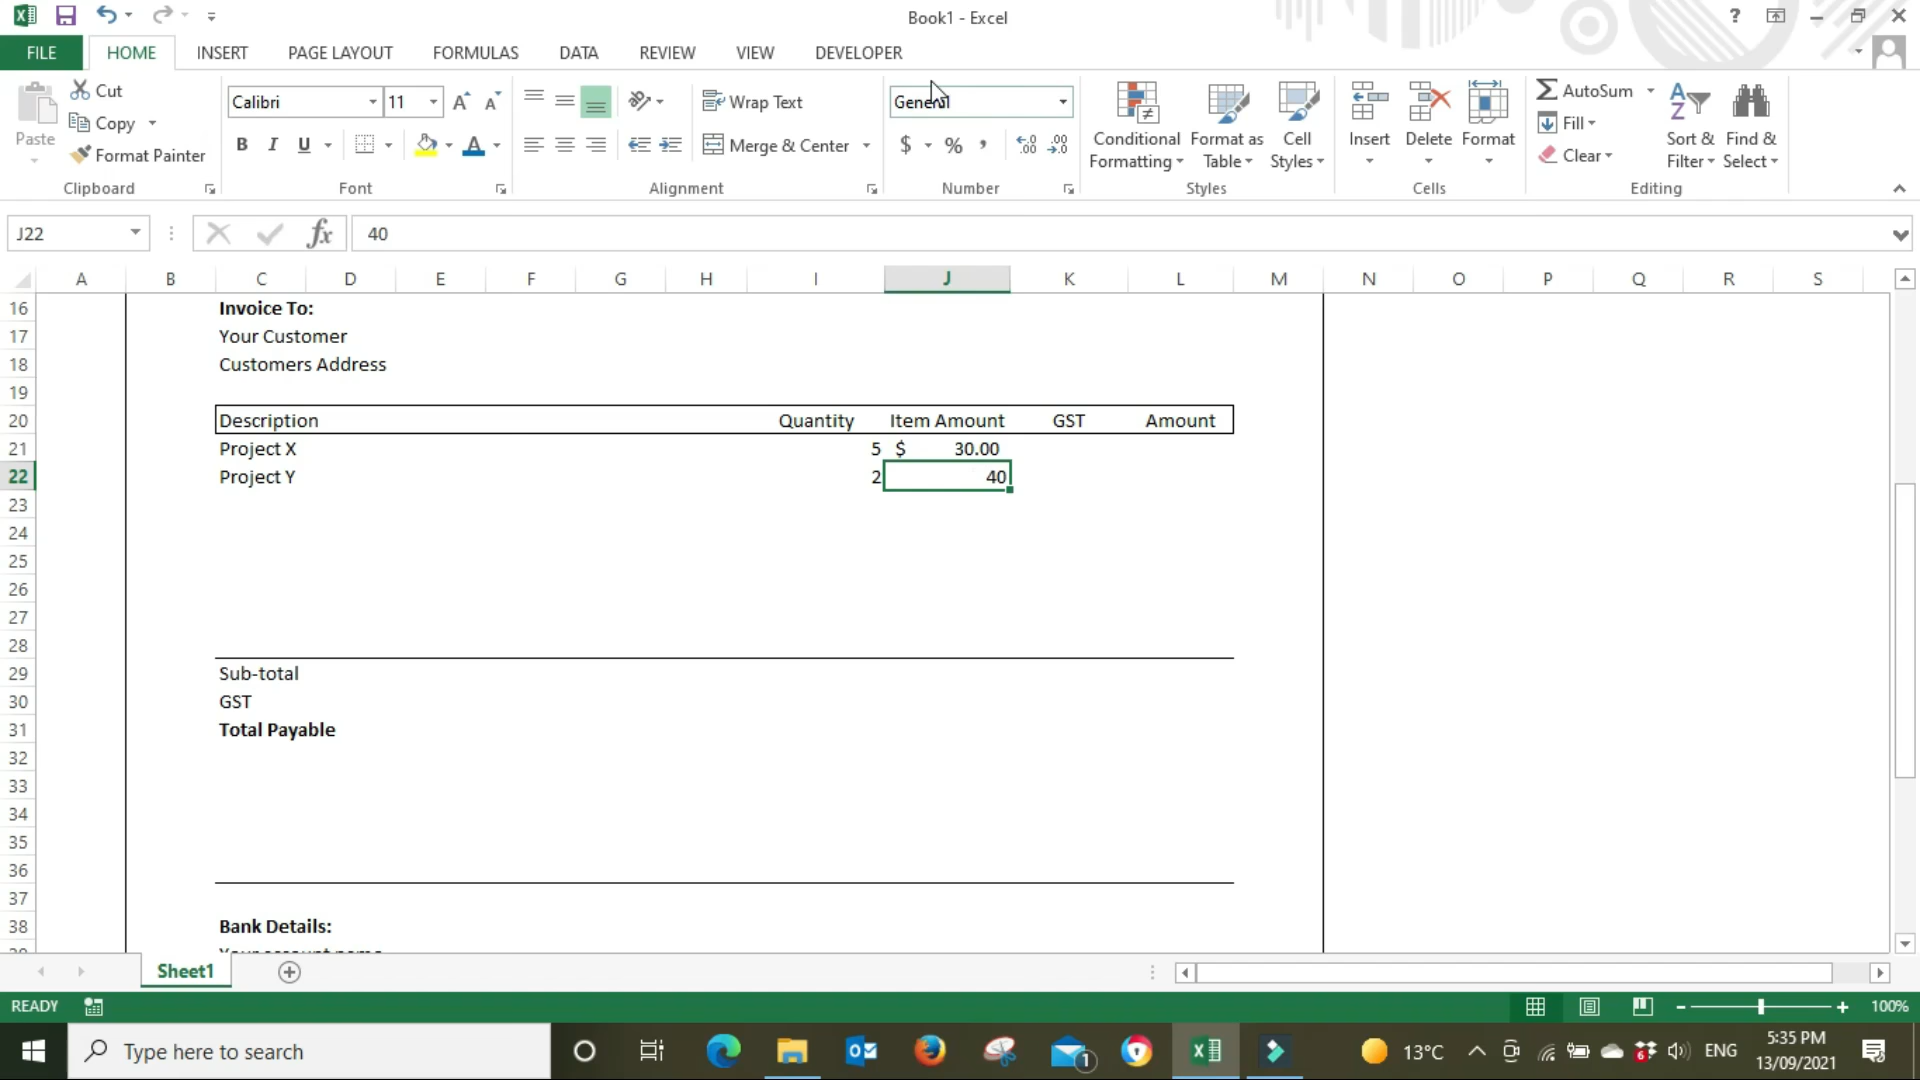 Book1 - Excel
?
FILE HOME INSERT PAGE LAYOUT FORMULAS DATA REVIEW VIEW DEVELOPER
Paste
Cut
Copy
Format Painter
Clipboard
Calibri 11
B I U
Font
Wrap Text
Merge & Center
Alignment
General
$ % ,
Number
Conditional Formatting
Format as Table
Cell Styles
Styles
Insert
Delete
Format
Cells
AutoSum
Fill
Clear
Sort & Filter
Find & Select
Editing
J22 fx 40
A B C D E F G H I J K L M N O P Q R S
16 Invoice To:
17 Your Customer
18 Customers Address
19
20 Description Quantity Item Amount GST Amount
21 Project X 5 $ 30.00
22 Project Y 2 40
23
24
25
26
27
28
29 Sub-total
30 GST
31 Total Payable
32
33
34
35
36
37
38 Bank Details:
Sheet1
READY 100%
Type here to search
1
13°C
6
ENG
5:35 PM
13/09/2021